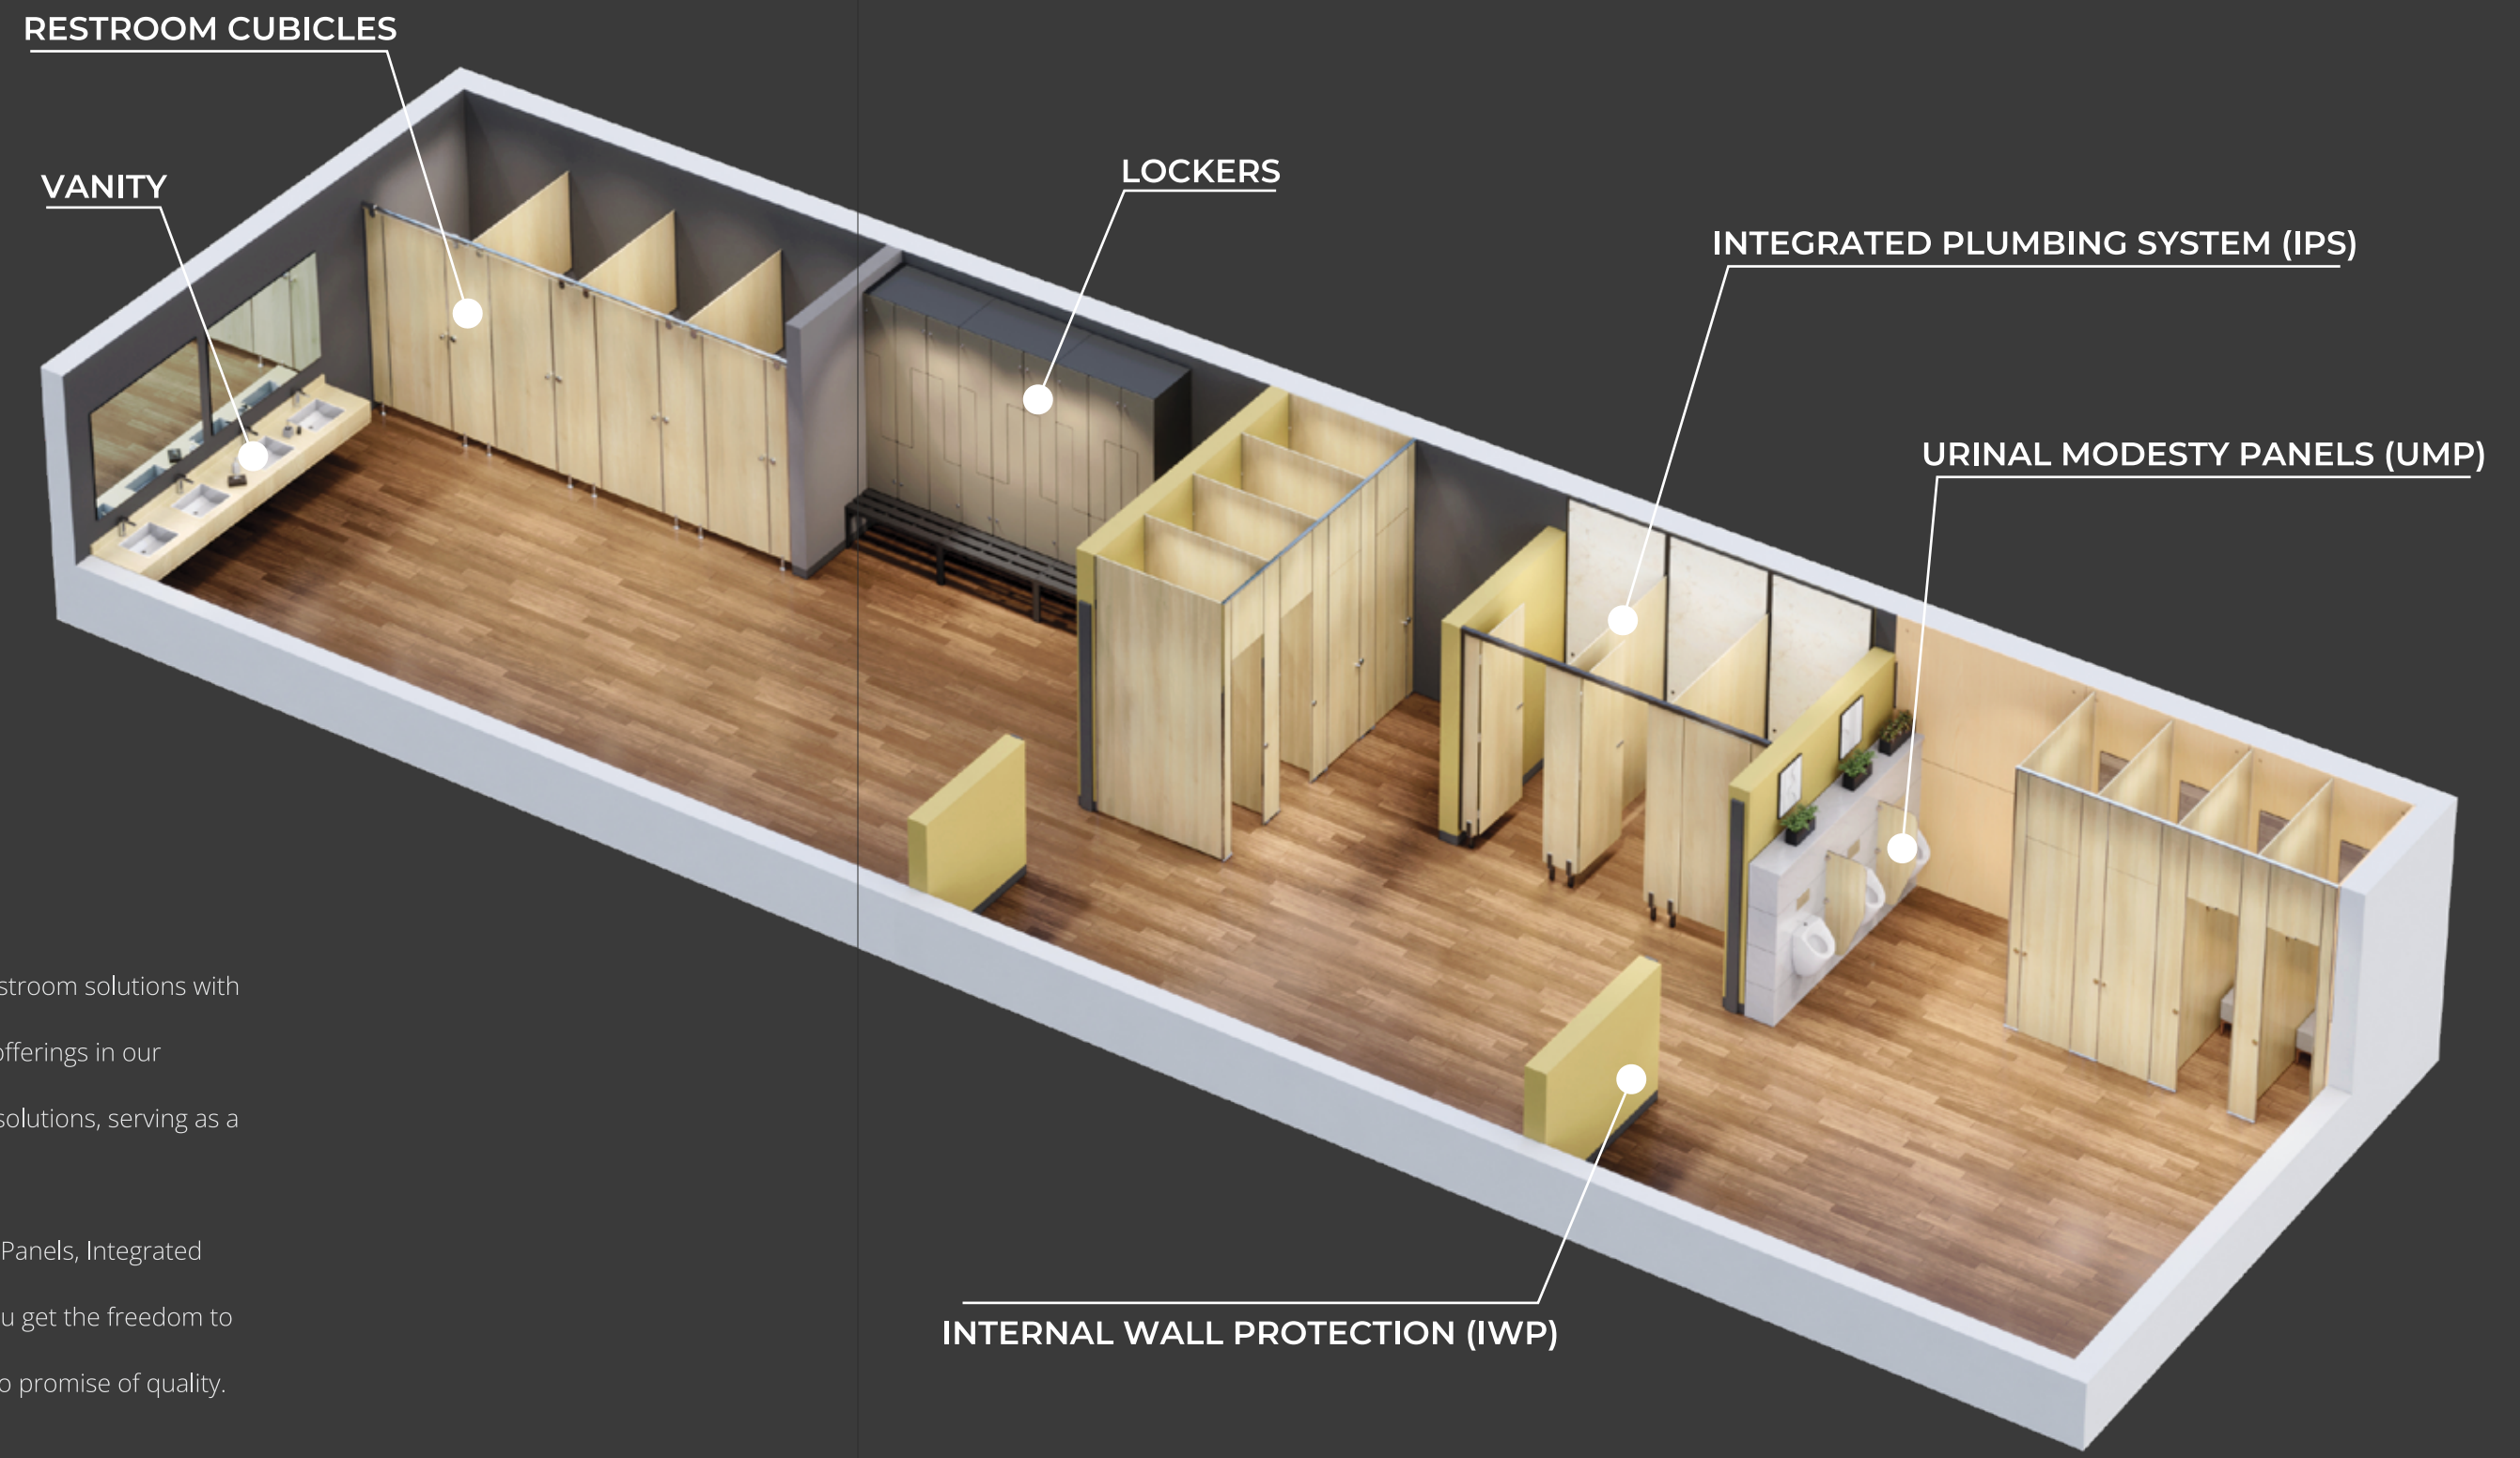 RESTROOM CUBICLES
VANITY
LOCKERS
INTEGRATED PLUMBING SYSTEM (IPS)
URINAL MODESTY PANELS (UMP)
stroom solutions with
offerings in our
solutions, serving as a
Panels, Integrated
u get the freedom to
o promise of quality.
INTERNAL WALL PROTECTION (IWP)